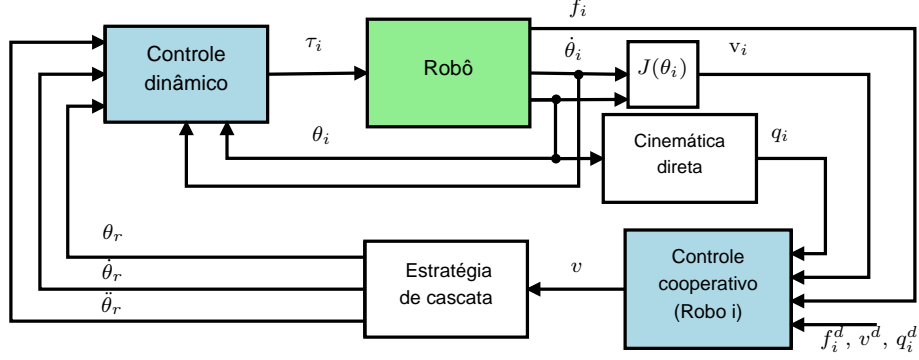 f_i
Controle
dinâmico
τ_i
Robô
θ̇_i
J(θ_i)
v_i
θ_i
Cinemática
direta
q_i
θ_r
θ̇_r
θ̈_r
Estratégia
de cascata
v
Controle
cooperativo
(Robo i)
f_i^d, v^d, q_i^d